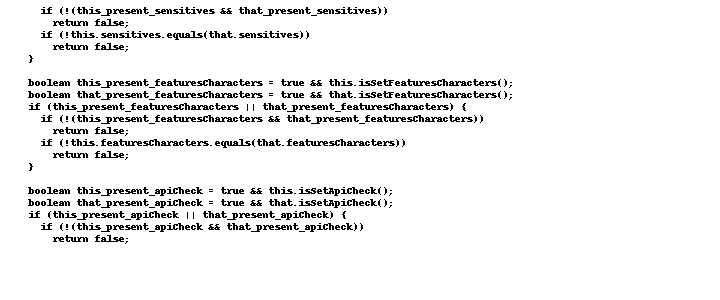 if (!(this_present_sensitives && that_present_sensitives))
return false;
if (!this.sensitives.equals(that.sensitives))
return false;
}
boolean this_present_featuresCharacters = true && this.isSetFeaturesCharacters();
boolean that_present_featuresCharacters = true && that.isSetFeaturesCharacters();
if (this_present_featuresCharacters || that_present_featuresCharacters) {
if (!(this_present_featuresCharacters && that_present_featuresCharacters))
return false;
if (!this.featuresCharacters.equals(that.featuresCharacters))
return false;
}
boolean this_present_apiCheck = true && this.isSetApiCheck();
boolean that_present_apiCheck = true && that.isSetApiCheck();
if (this_present_apiCheck || that_present_apiCheck) {
if (!(this_present_apiCheck && that_present_apiCheck))
return false;